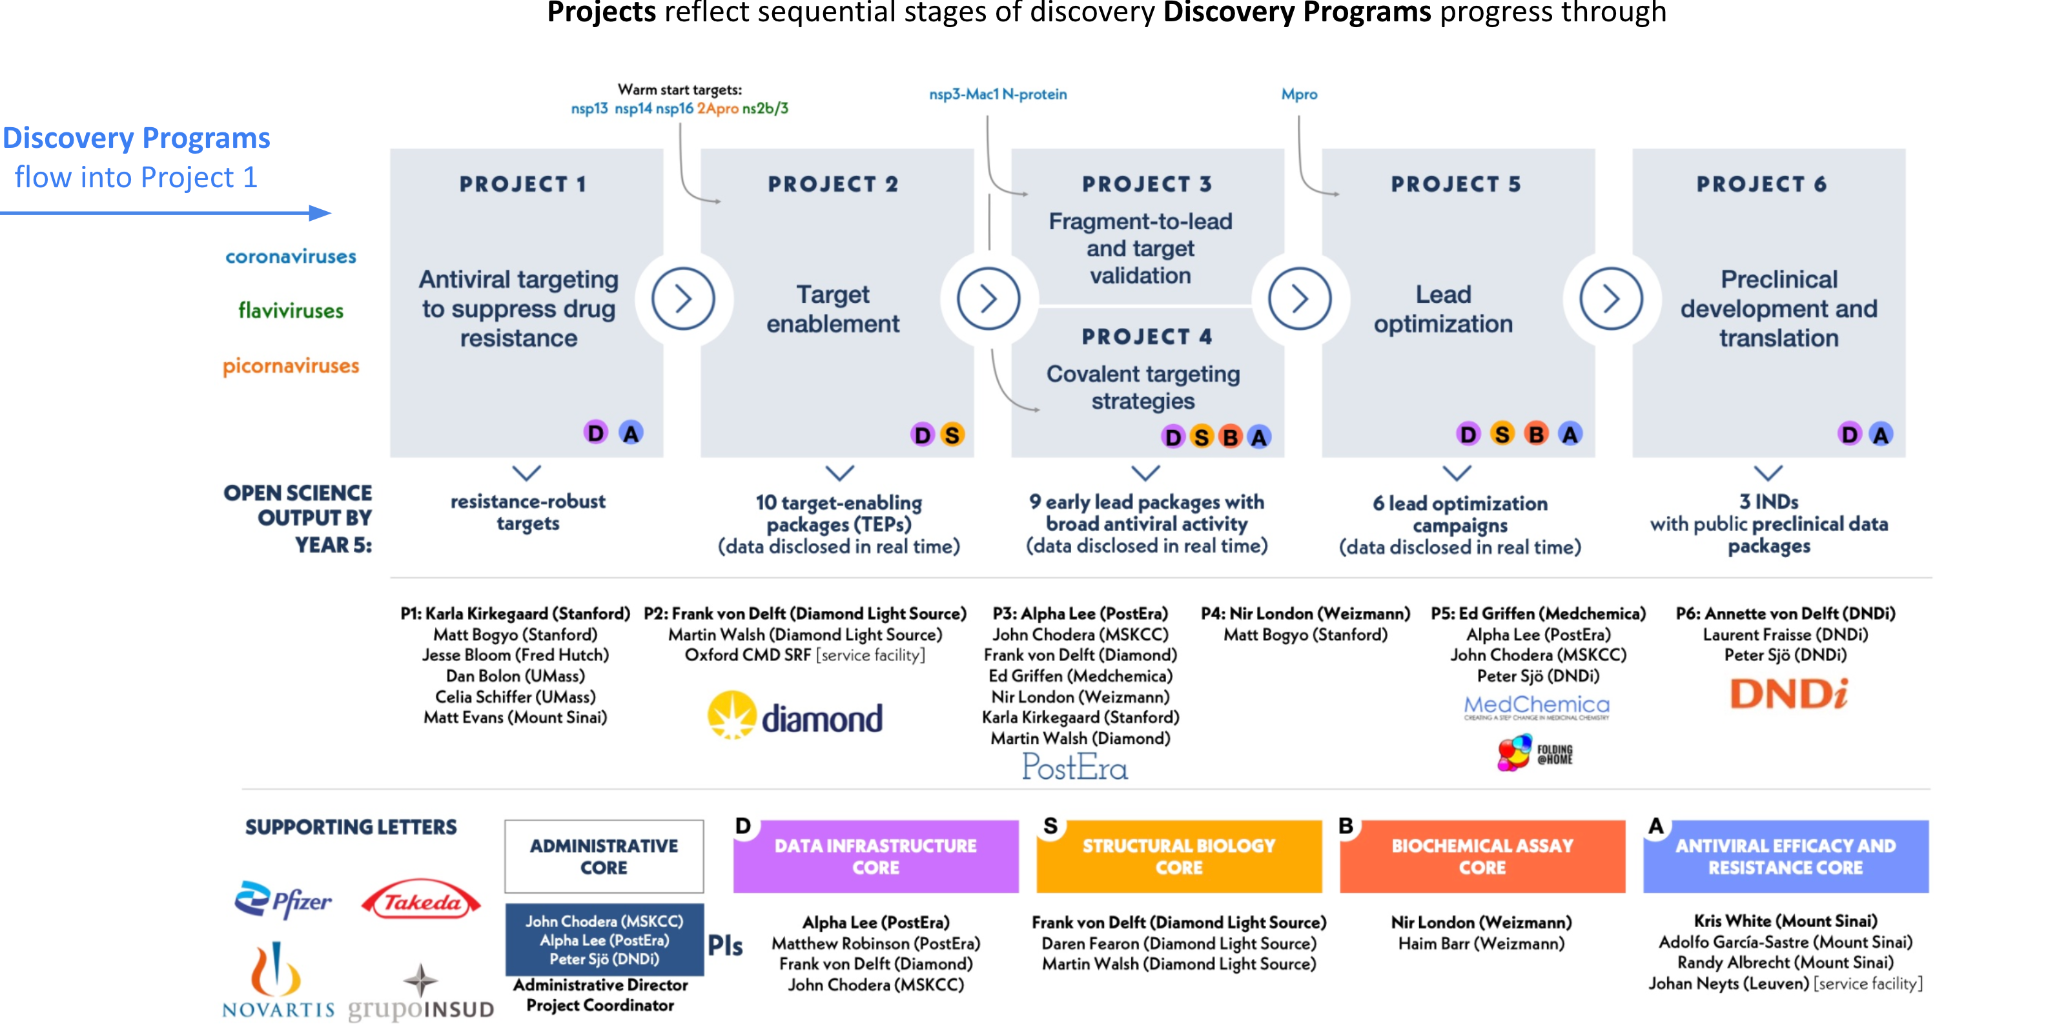 Projects reflect sequential stages of discovery Discovery Programs progress through
Warm start targets:
nsp13 nsp14 nsp16 2Apro ns2b/3
nsp3-Mac1 N-protein
Mpro
Discovery Programs
flow into Project 1
coronaviruses
flaviviruses
picornaviruses
PROJECT 1
Antiviral targeting
to suppress drug
resistance
D A
PROJECT 2
Target
enablement
D S
PROJECT 3
Fragment-to-lead
and target
validation
PROJECT 4
Covalent targeting
strategies
D S B A
PROJECT 5
Lead
optimization
D S B A
PROJECT 6
Preclinical
development and
translation
D A
OPEN SCIENCE
OUTPUT BY
YEAR 5:
resistance-robust
targets
10 target-enabling
packages (TEPs)
(data disclosed in real time)
9 early lead packages with
broad antiviral activity
(data disclosed in real time)
6 lead optimization
campaigns
(data disclosed in real time)
3 INDs
with public preclinical data
packages
P1: Karla Kirkegaard (Stanford)
Matt Bogyo (Stanford)
Jesse Bloom (Fred Hutch)
Dan Bolon (UMass)
Celia Schiffer (UMass)
Matt Evans (Mount Sinai)
P2: Frank von Delft (Diamond Light Source)
Martin Walsh (Diamond Light Source)
Oxford CMD SRF [service facility]
diamond
P3: Alpha Lee (PostEra)
John Chodera (MSKCC)
Frank von Delft (Diamond)
Ed Griffen (Medchemica)
Nir London (Weizmann)
Karla Kirkegaard (Stanford)
Martin Walsh (Diamond)
PostEra
P4: Nir London (Weizmann)
Matt Bogyo (Stanford)
P5: Ed Griffen (Medchemica)
Alpha Lee (PostEra)
John Chodera (MSKCC)
Peter Sjö (DNDi)
MedChemica
CREATING A STEP CHANGE IN MEDICINAL CHEMISTRY
FOLDING
@HOME
P6: Annette von Delft (DNDi)
Laurent Fraisse (DNDi)
Peter Sjö (DNDi)
DNDi
SUPPORTING LETTERS
Pfizer
Takeda
NOVARTIS
grupoINSUD
ADMINISTRATIVE
CORE
John Chodera (MSKCC)
Alpha Lee (PostEra)
Peter Sjö (DNDi)
PIs
Administrative Director
Project Coordinator
D
DATA INFRASTRUCTURE
CORE
Alpha Lee (PostEra)
Matthew Robinson (PostEra)
Frank von Delft (Diamond)
John Chodera (MSKCC)
S
STRUCTURAL BIOLOGY
CORE
Frank von Delft (Diamond Light Source)
Daren Fearon (Diamond Light Source)
Martin Walsh (Diamond Light Source)
B
BIOCHEMICAL ASSAY
CORE
Nir London (Weizmann)
Haim Barr (Weizmann)
A
ANTIVIRAL EFFICACY AND
RESISTANCE CORE
Kris White (Mount Sinai)
Adolfo García-Sastre (Mount Sinai)
Randy Albrecht (Mount Sinai)
Johan Neyts (Leuven) [service facility]